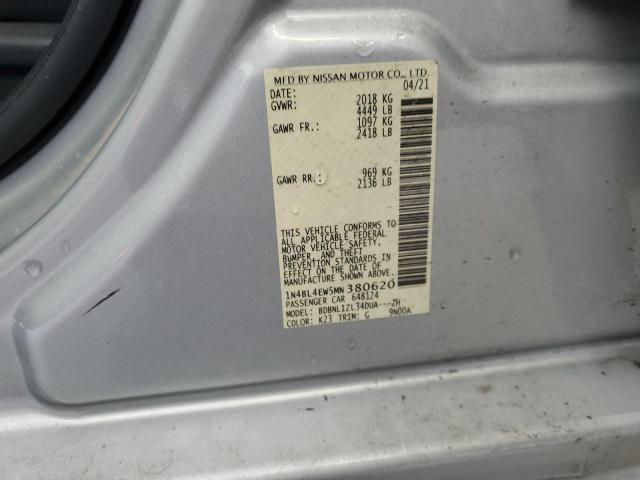 MFD BY NISSAN MOTOR CO., LTD
DATE: 04/21
GVWR: 2018 KG
4449 LB
GAWR FR.: 1097 KG
2418 LB
GAWR RR.: 969 KG
2136 LB
THIS VEHICLE CONFORMS TO
ALL APPLICABLE FEDERAL
MOTOR VEHICLE SAFETY,
BUMPER, AND THEFT
PREVENTION STANDARDS IN
EFFECT ON THE DATE OF
MANUFACTURE SHOWN ABOVE.
1N4BL4EW5MN380620
PASSENGER CAR 648124
MODEL: BDBNLIZL34DUA---ZH
COLOR: K23 TRIM: G 9N00A